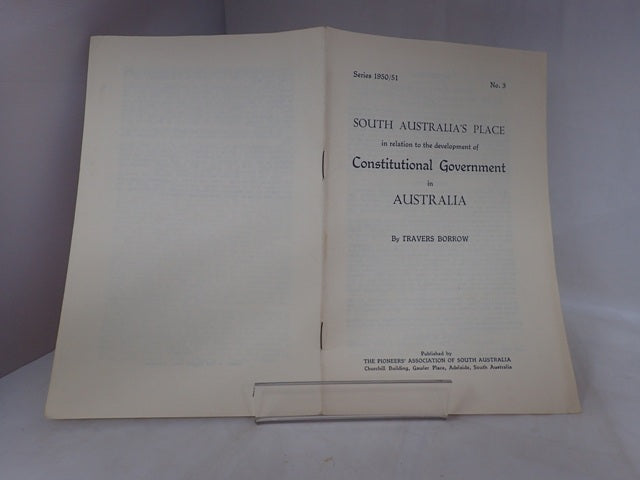 Series 1950/51
No. 3
SOUTH AUSTRALIA'S PLACE
in relation to the development of
Constitutional Government
in
AUSTRALIA
By TRAVERS BORROW
Published by
THE PIONEERS' ASSOCIATION OF SOUTH AUSTRALIA
Churchill Building, Gawler Place, Adelaide, South Australia